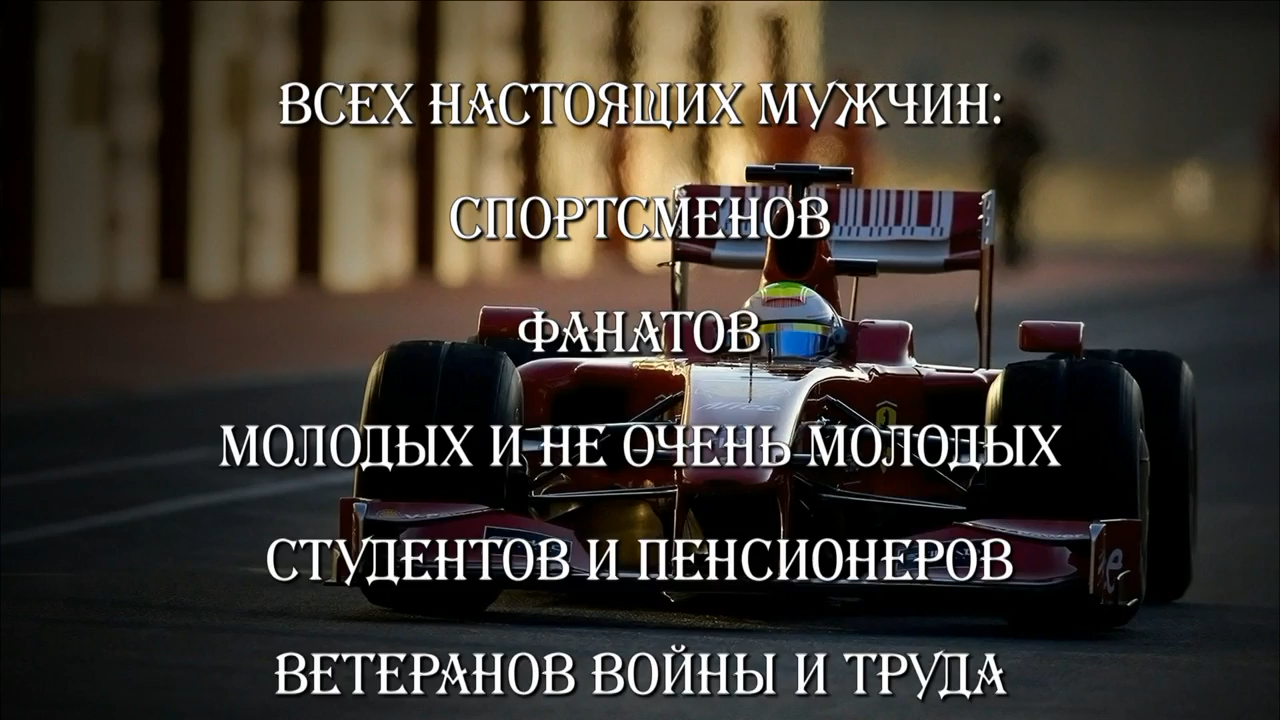 ВСЕХ НАСТОЯЩИХ МУЖЧИН:
СПОРТСМЕНОВ
ФАНАТОВ
МОЛОДЫХ И НЕ ОЧЕНЬ МОЛОДЫХ
СТУДЕНТОВ И ПЕНСИОНЕРОВ
ВЕТЕРАНОВ ВОЙНЫ И ТРУДА